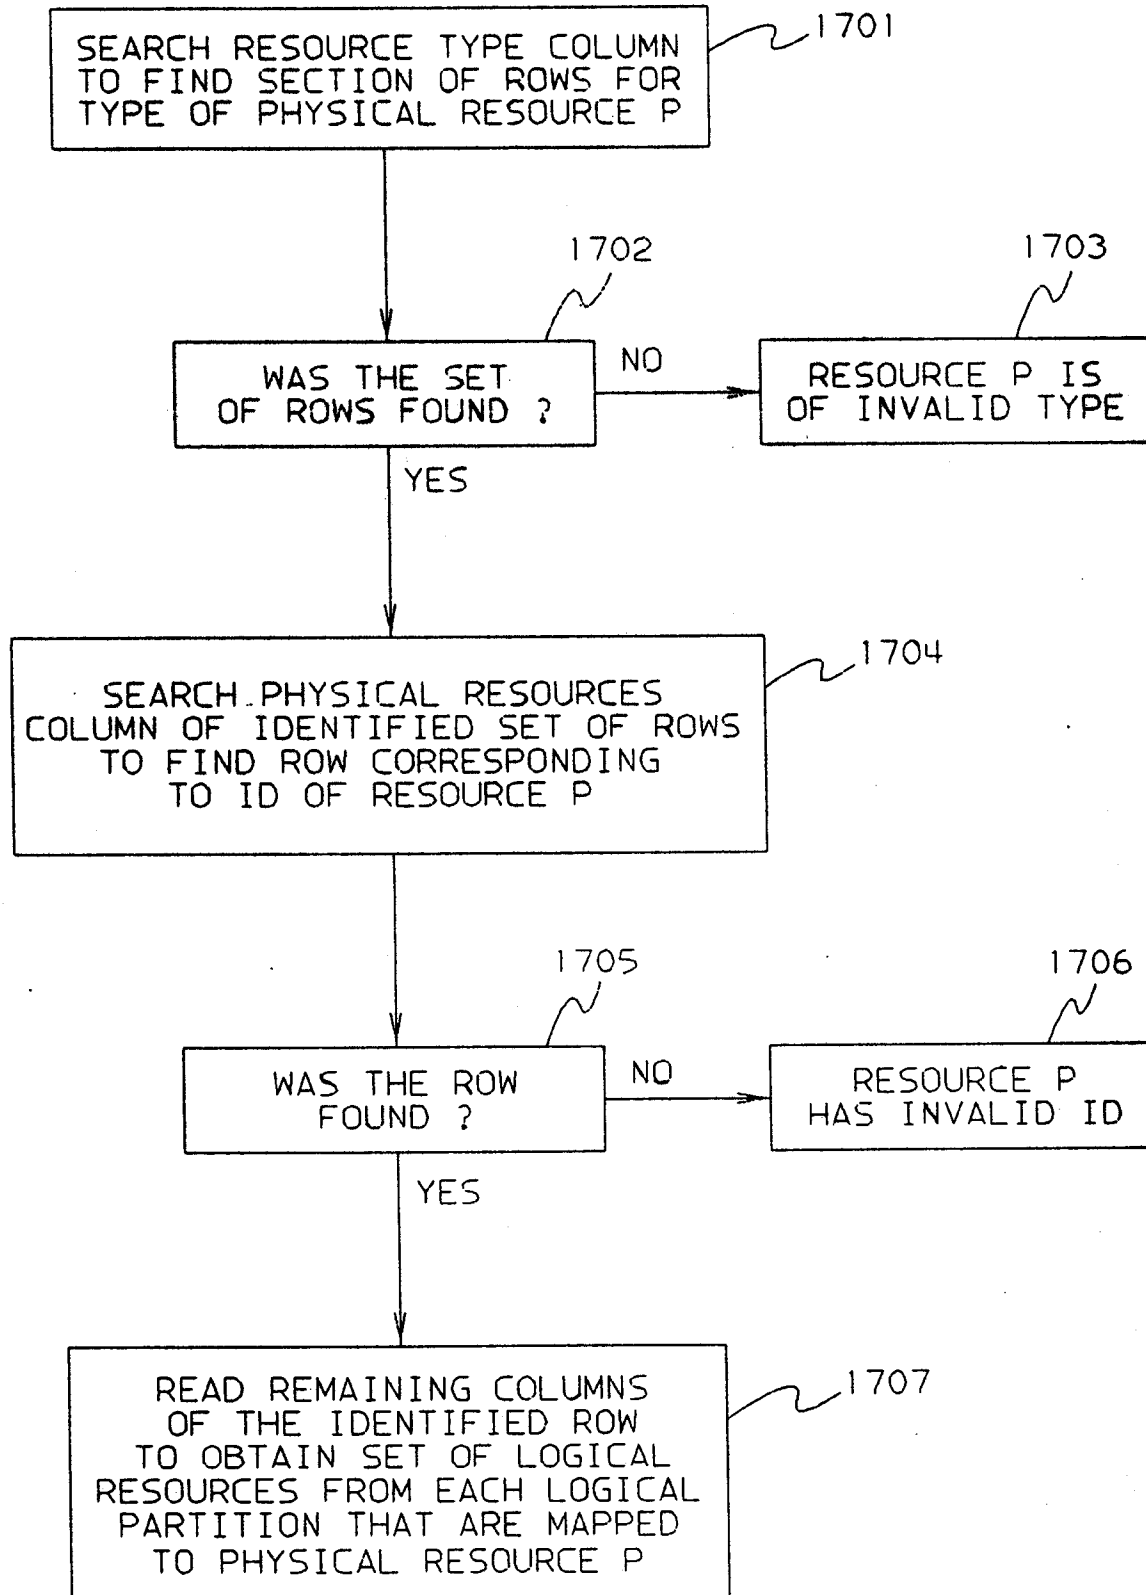 1701
SEARCH RESOURCE TYPE COLUMN
TO FIND SECTION OF ROWS FOR
TYPE OF PHYSICAL RESOURCE P
1702
1703
WAS THE SET
OF ROWS FOUND ?
NO
RESOURCE P IS
OF INVALID TYPE
YES
1704
SEARCH PHYSICAL RESOURCES
COLUMN OF IDENTIFIED SET OF ROWS
TO FIND ROW CORRESPONDING
TO ID OF RESOURCE P
1705
1706
WAS THE ROW
FOUND ?
NO
RESOURCE P
HAS INVALID ID
YES
1707
READ REMAINING COLUMNS
OF THE IDENTIFIED ROW
TO OBTAIN SET OF LOGICAL
RESOURCES FROM EACH LOGICAL
PARTITION THAT ARE MAPPED
TO PHYSICAL RESOURCE P